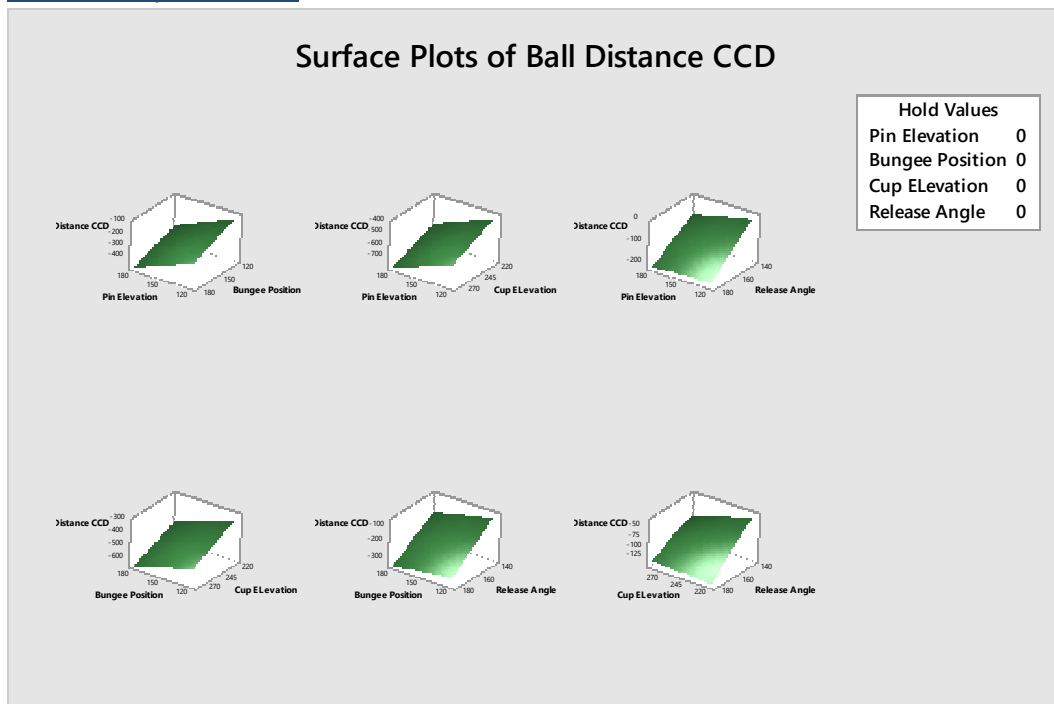 Surface Plots of Ball Distance CCD
Hold Values
Pin Elevation 0
Bungee Position 0
Cup ELevation 0
Release Angle 0
Distance CCD
-100
-200
-300
-400
180
150
120
Pin Elevation
180
150
120
Bungee Position
Distance CCD
-400
-500
-600
-700
180
150
120
Pin Elevation
270
245
220
Cup ELevation
Distance CCD
0
-100
-200
180
150
120
Pin Elevation
180
160
140
Release Angle
Distance CCD
-300
-400
-500
-600
180
150
120
Bungee Position
270
245
220
Cup ELevation
Distance CCD
-100
-200
-300
180
150
120
Bungee Position
180
160
140
Release Angle
Distance CCD
-50
-75
-100
-125
270
245
220
Cup ELevation
180
160
140
Release Angle